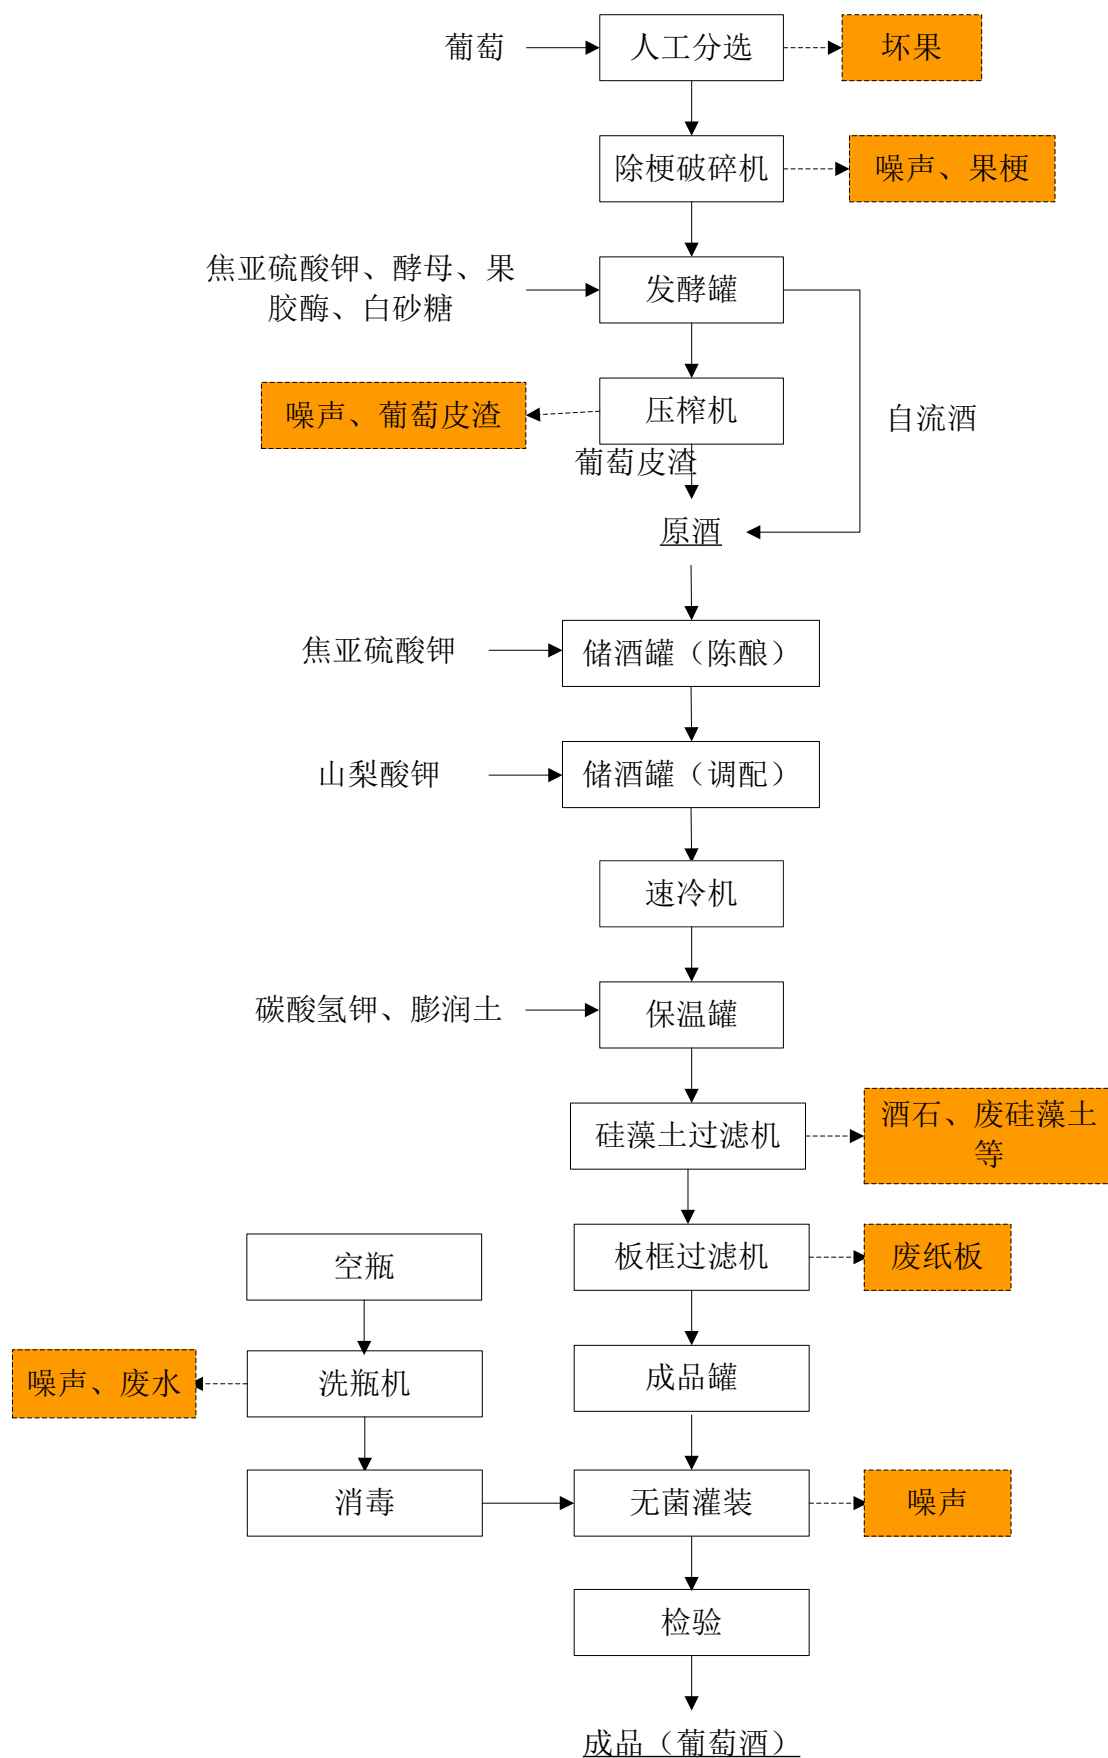 葡萄
人工分选
坏果
除梗破碎机
噪声、果梗
焦亚硫酸钾、酵母、果
胶酶、白砂糖
发酵罐
噪声、葡萄皮渣
压榨机
自流酒
葡萄皮渣
原酒
焦亚硫酸钾
储酒罐（陈酿）
山梨酸钾
储酒罐（调配）
速冷机
碳酸氢钾、膨润土
保温罐
硅藻土过滤机
酒石、废硅藻土
等
空瓶
板框过滤机
废纸板
噪声、废水
洗瓶机
成品罐
消毒
无菌灌装
噪声
检验
成品（葡萄酒）